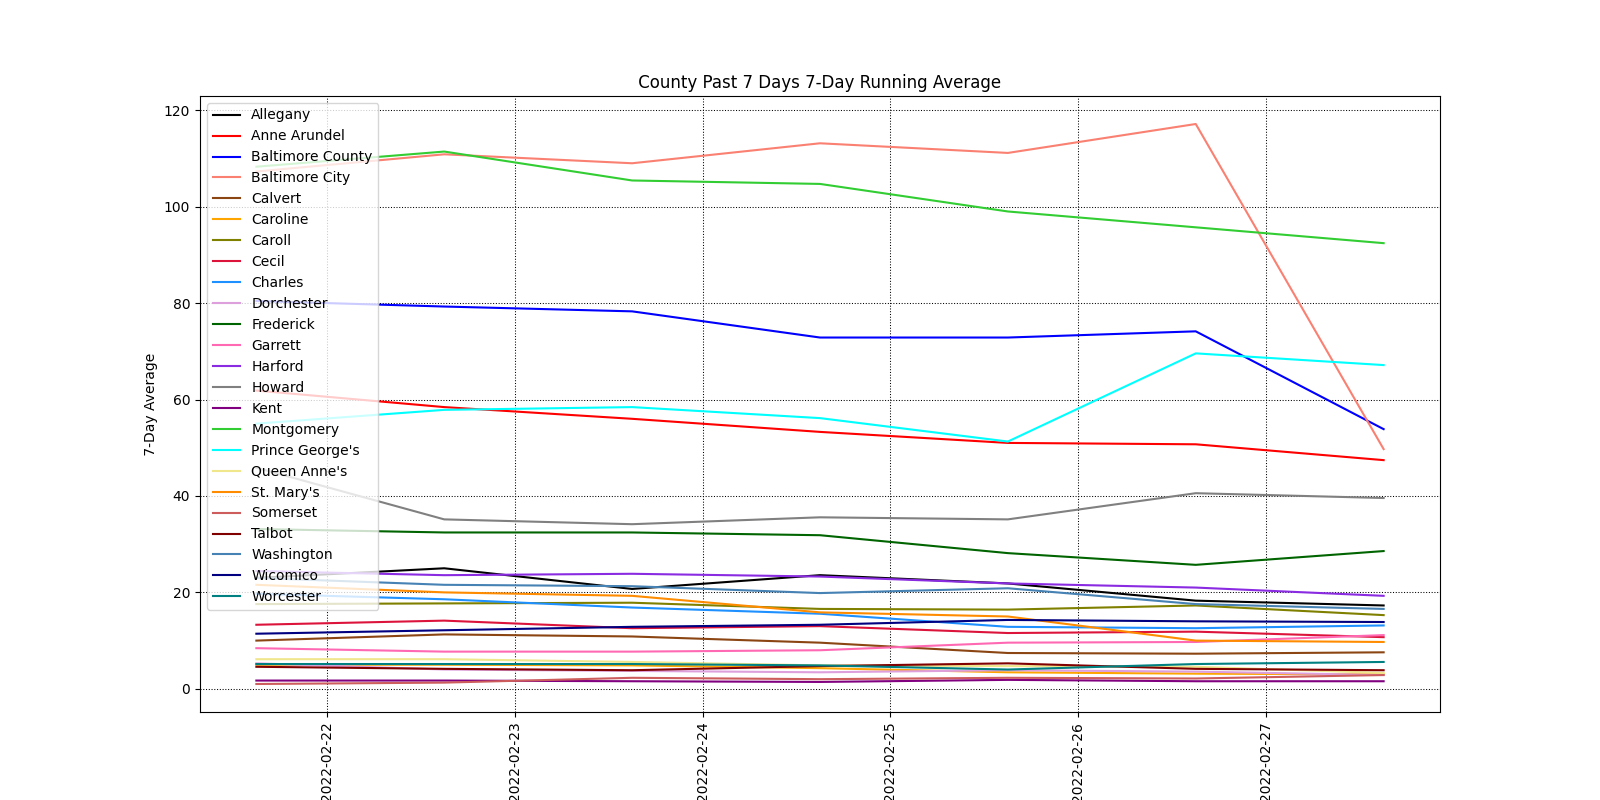 County Past 7 Days 7-Day Running Average
120
100
80
60
40
20
0
7-Day Average
Allegany
Anne Arundel
Baltimore County
Baltimore City
Calvert
Caroline
Caroll
Cecil
Charles
Dorchester
Frederick
Garrett
Harford
Howard
Kent
Montgomery
Prince George's
Queen Anne's
St. Mary's
Somerset
Talbot
Washington
Wicomico
Worcester
2022-02-22
2022-02-23
2022-02-24
2022-02-25
2022-02-26
2022-02-27